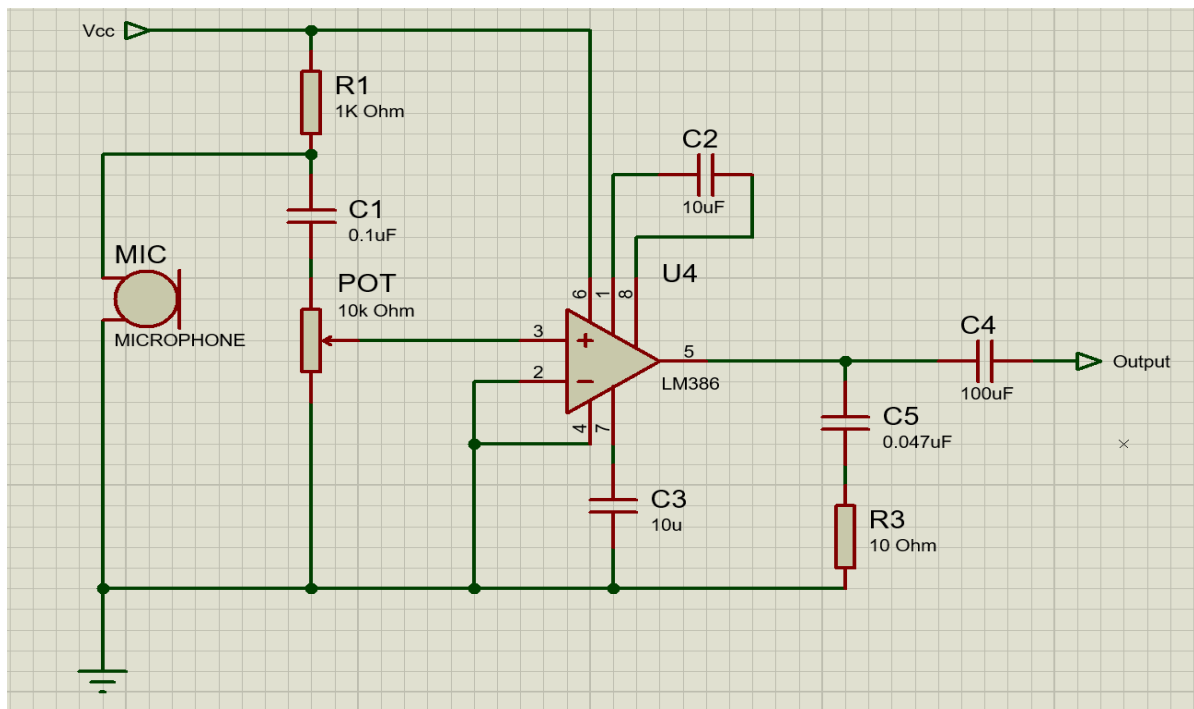 Vcc
R1
1K Ohm
C2
10uF
C1
0.1uF
MIC
MICROPHONE
POT
10k Ohm
U4
6
1
8
3
+
2
−
4
7
5
LM386
C4
100uF
Output
C5
0.047uF
C3
10u
R3
10 Ohm